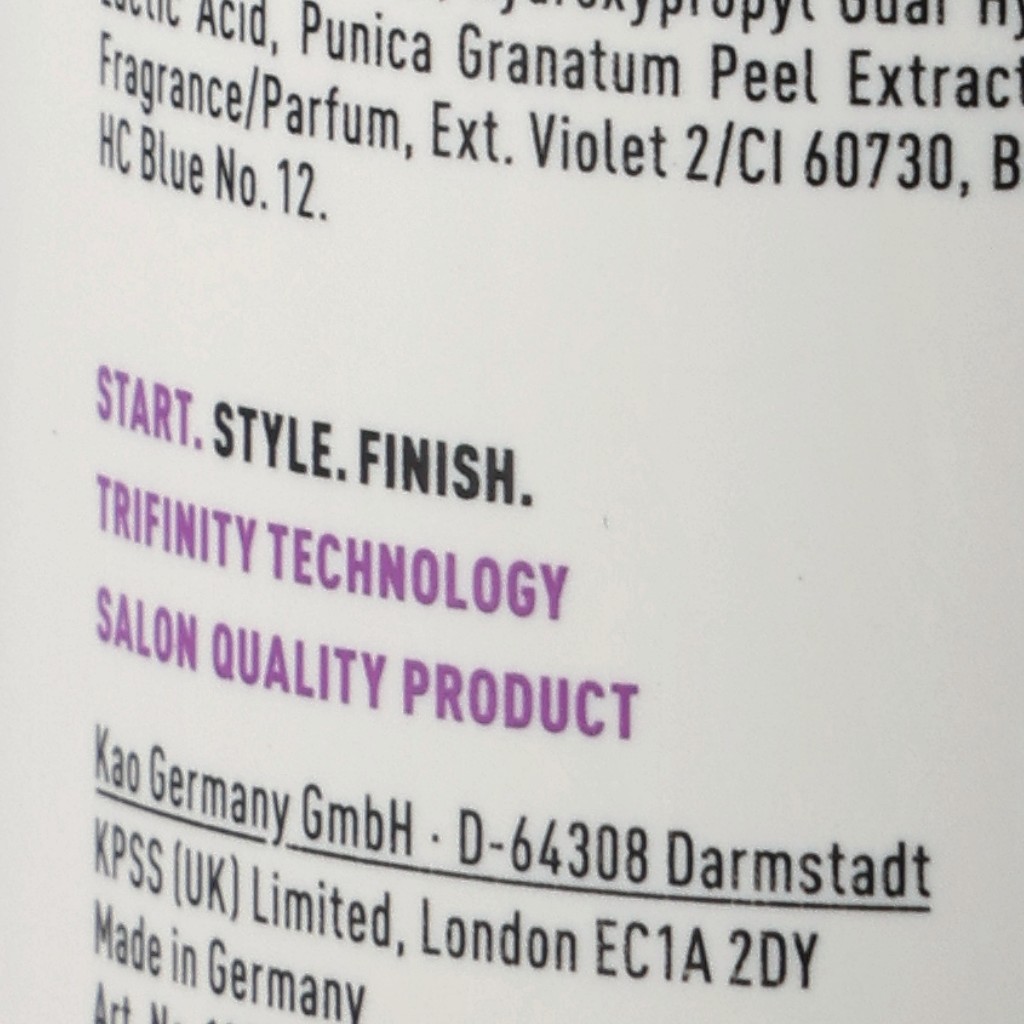 Lactic Acid, Punica Granatum Peel Extract
Fragrance/Parfum, Ext. Violet 2/CI 60730, B
HC Blue No. 12.
START. STYLE. FINISH.
TRIFINITY TECHNOLOGY
SALON QUALITY PRODUCT
Kao Germany GmbH · D-64308 Darmstadt
KPSS (UK) Limited, London EC1A 2DY
Made in Germany